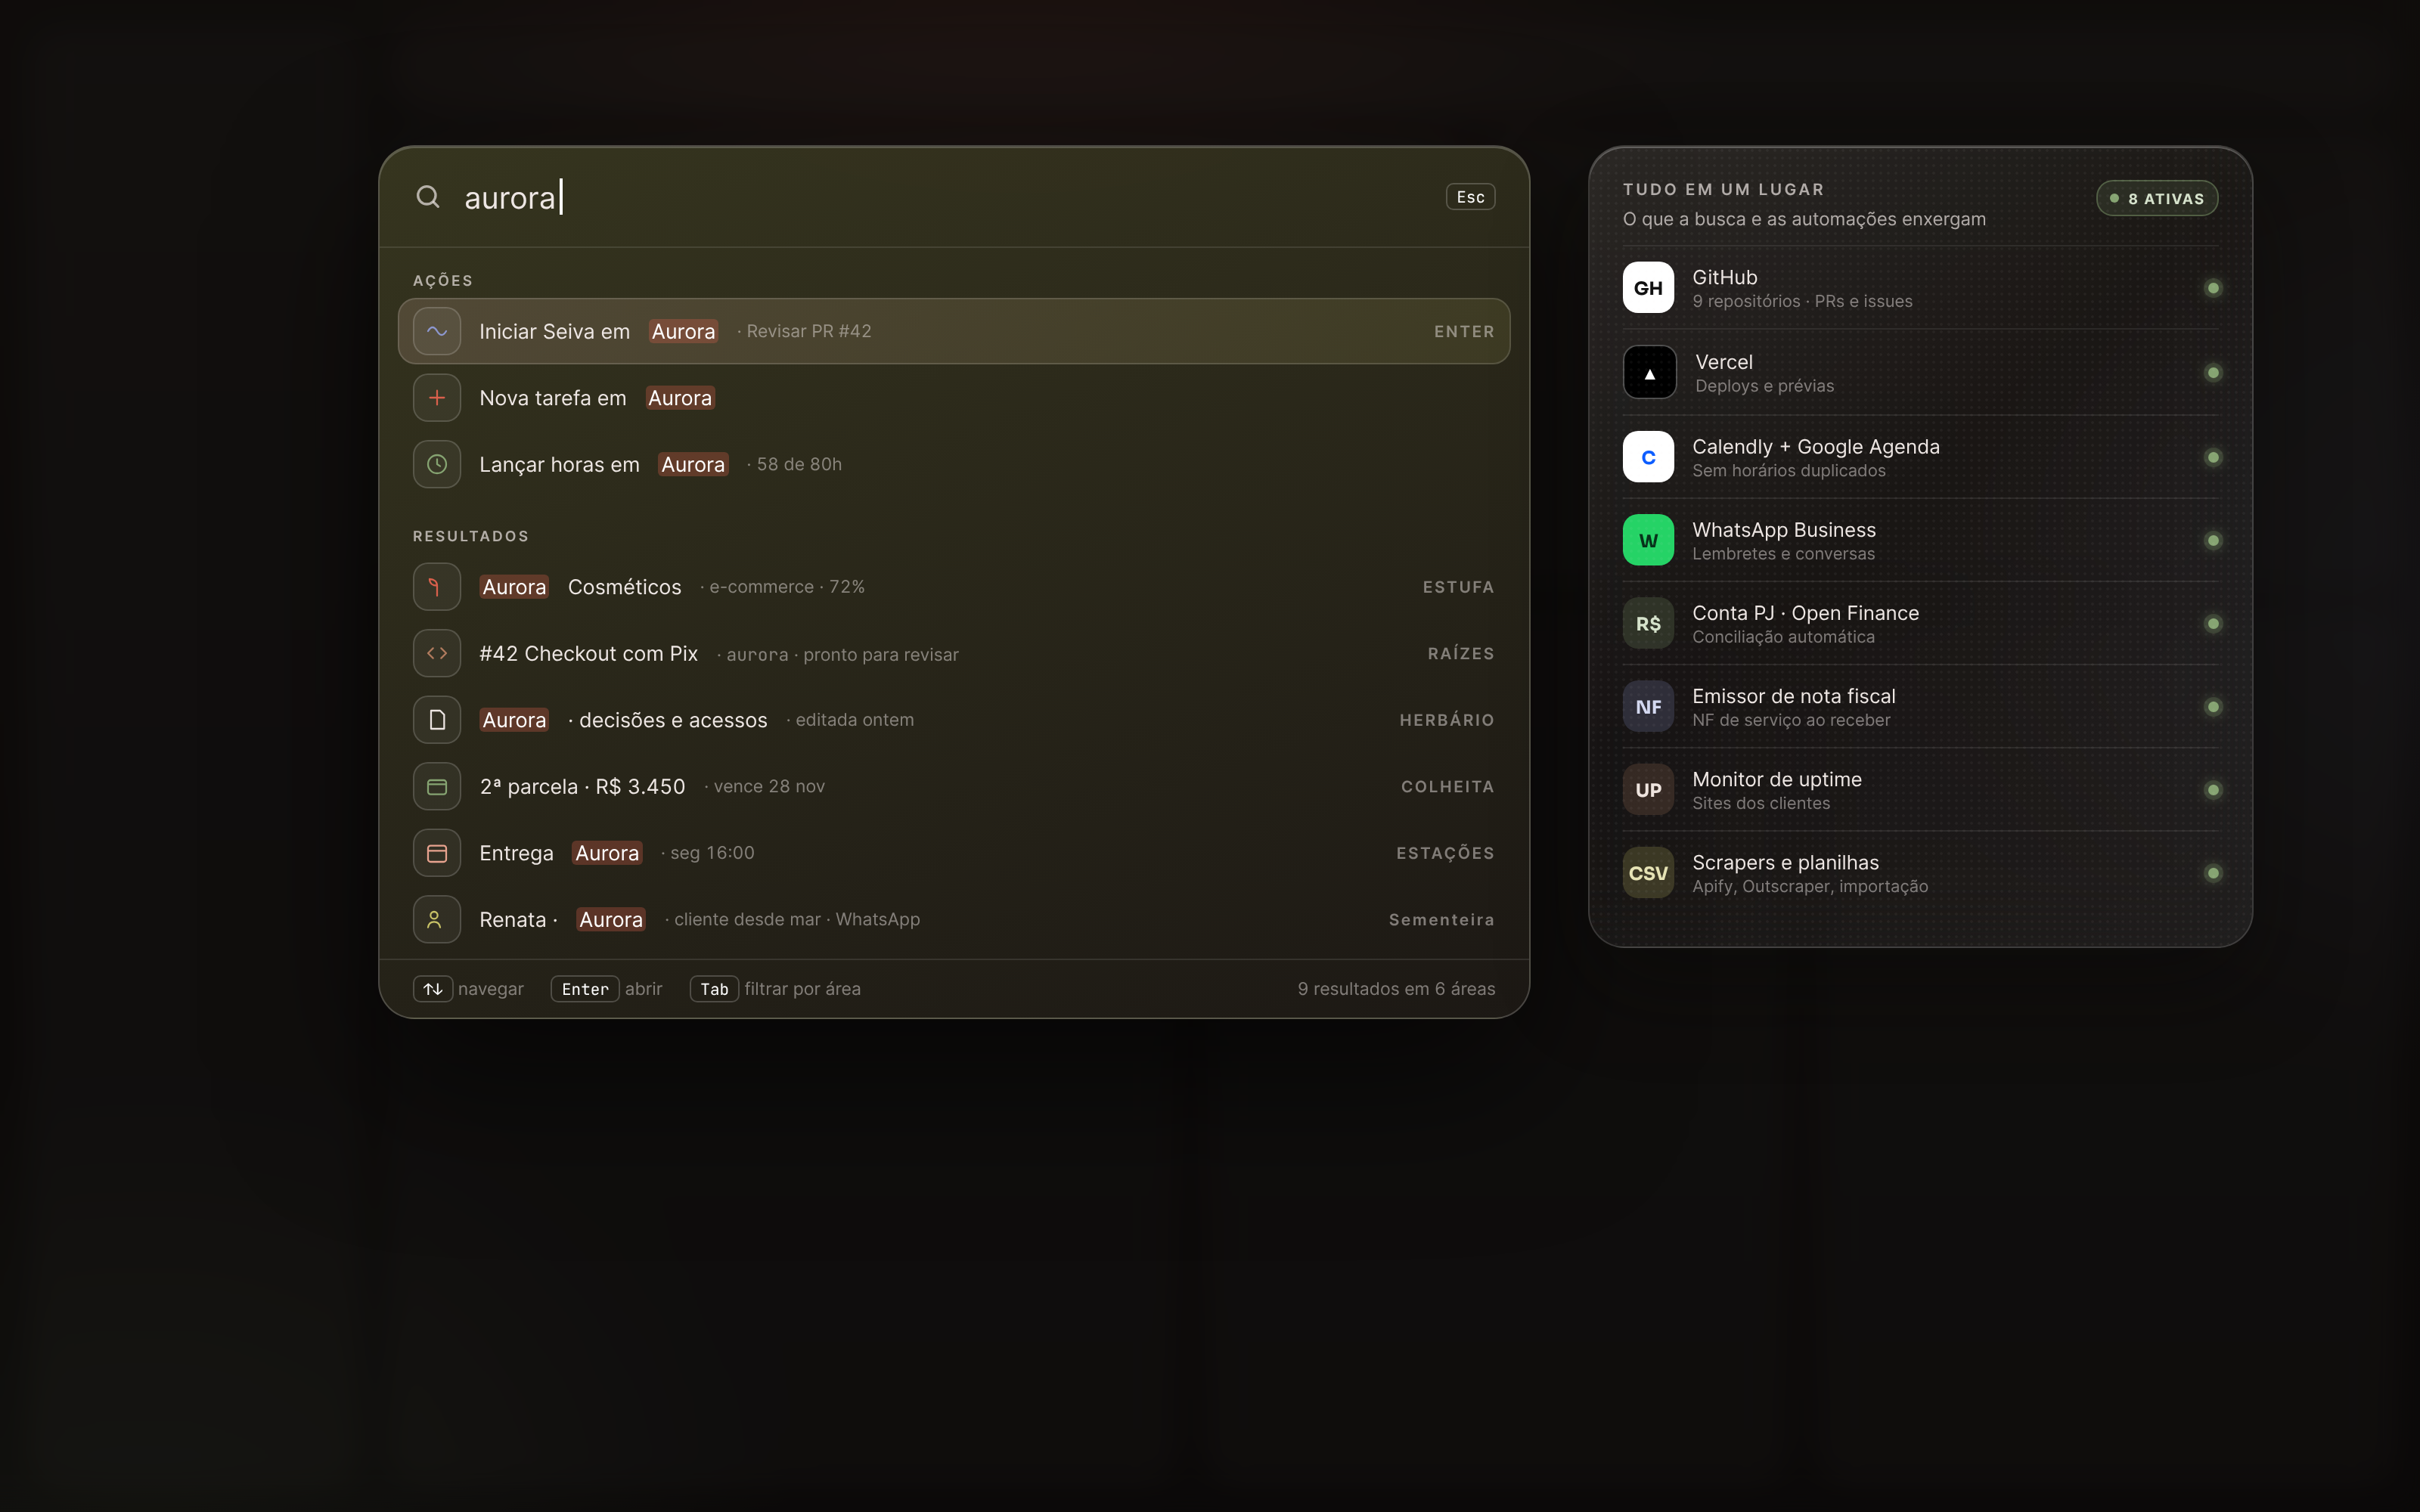 aurora
Esc
AÇÕES
Iniciar Seiva em Aurora · Revisar PR #42 ENTER
Nova tarefa em Aurora
Lançar horas em Aurora · 58 de 80h
RESULTADOS
Aurora Cosméticos · e-commerce · 72% ESTUFA
#42 Checkout com Pix · aurora · pronto para revisar RAÍZES
Aurora · decisões e acessos · editada ontem HERBÁRIO
2ª parcela · R$ 3.450 · vence 28 nov COLHEITA
Entrega Aurora · seg 16:00 ESTAÇÕES
Renata · Aurora · cliente desde mar · WhatsApp Sementeira
↑↓ navegar Enter abrir Tab filtrar por área 9 resultados em 6 áreas
TUDO EM UM LUGAR
O que a busca e as automações enxergam
8 ATIVAS
GH
GitHub
9 repositórios · PRs e issues
▲
Vercel
Deploys e prévias
C
Calendly + Google Agenda
Sem horários duplicados
W
WhatsApp Business
Lembretes e conversas
R$
Conta PJ · Open Finance
Conciliação automática
NF
Emissor de nota fiscal
NF de serviço ao receber
UP
Monitor de uptime
Sites dos clientes
CSV
Scrapers e planilhas
Apify, Outscraper, importação